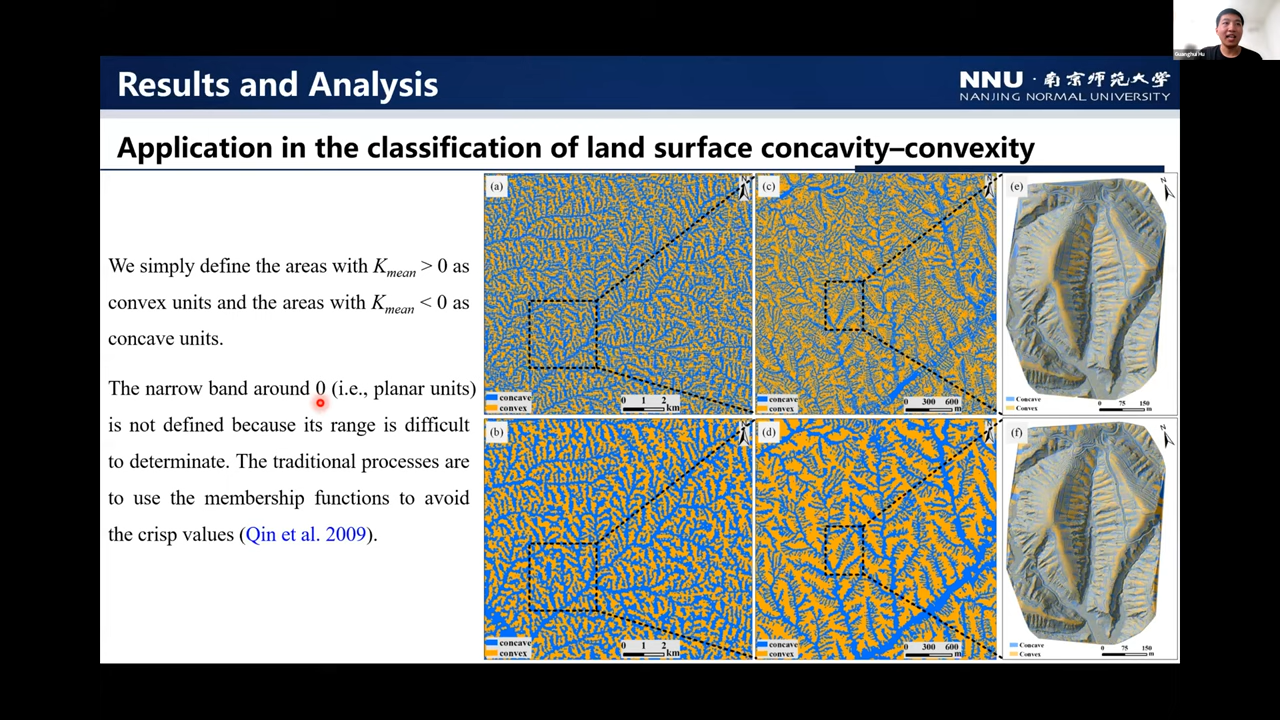 Guanghui Hu
Results and Analysis
NNU · 南京师范大学
NANJING NORMAL UNIVERSITY
Application in the classification of land surface concavity–convexity
We simply define the areas with Kmean > 0 as
convex units and the areas with Kmean < 0 as
concave units.
The narrow band around 0 (i.e., planar units)
is not defined because its range is difficult
to determinate. The traditional processes are
to use the membership functions to avoid
the crisp values (Qin et al. 2009).
(a)
N
concave
convex
0 1 2
km
(c)
N
concave
convex
0 300 600
m
(e)
N
Concave
Convex
0 75 150
m
(b)
N
concave
convex
0 1 2
km
(d)
N
concave
convex
0 300 600
m
(f)
N
Concave
Convex
0 75 150
m